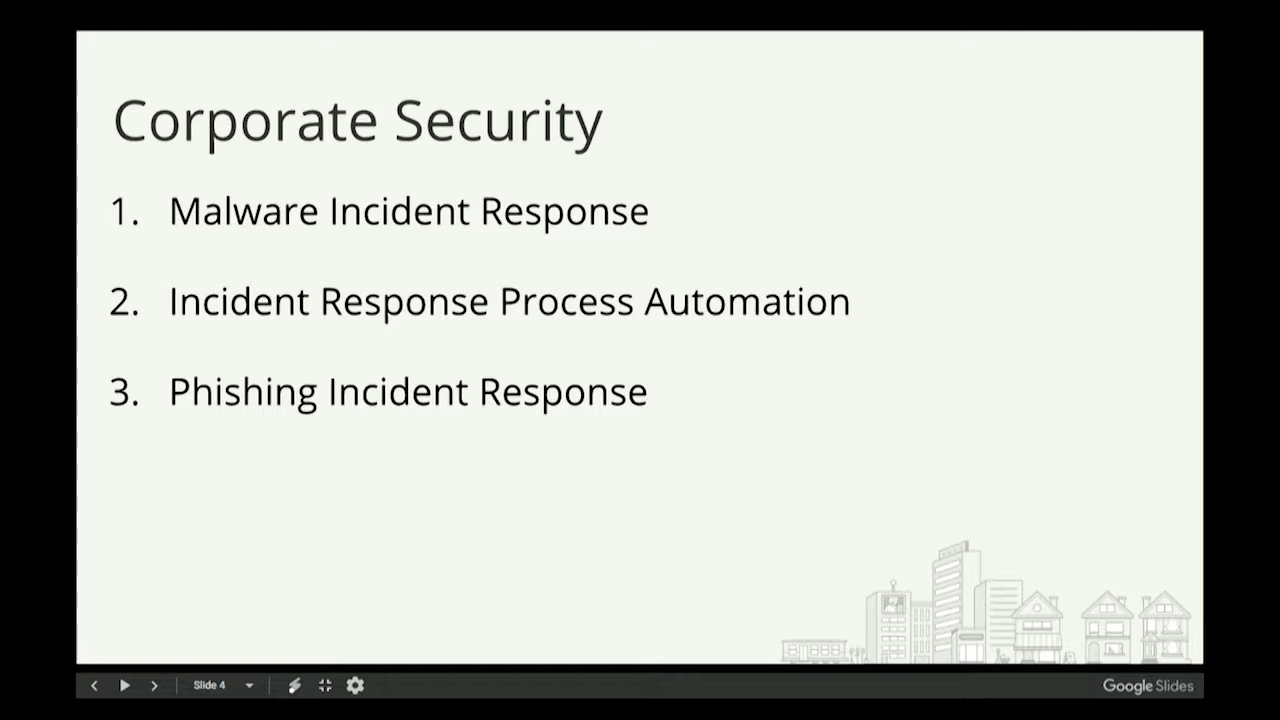 Corporate Security
1. Malware Incident Response
2. Incident Response Process Automation
3. Phishing Incident Response
Slide 4
Google Slides